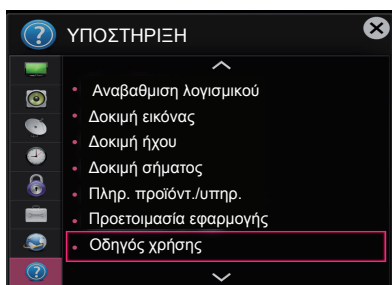 ΥΠΟΣΤΗΡΙΞΗ
Αναβαθμιση λογισμικού
Δοκιμή εικόνας
Δοκιμή ήχου
Δοκιμή σήματος
Πληρ. προϊόντ./υπηρ.
Προετοιμασία εφαρμογής
Οδηγός χρήσης